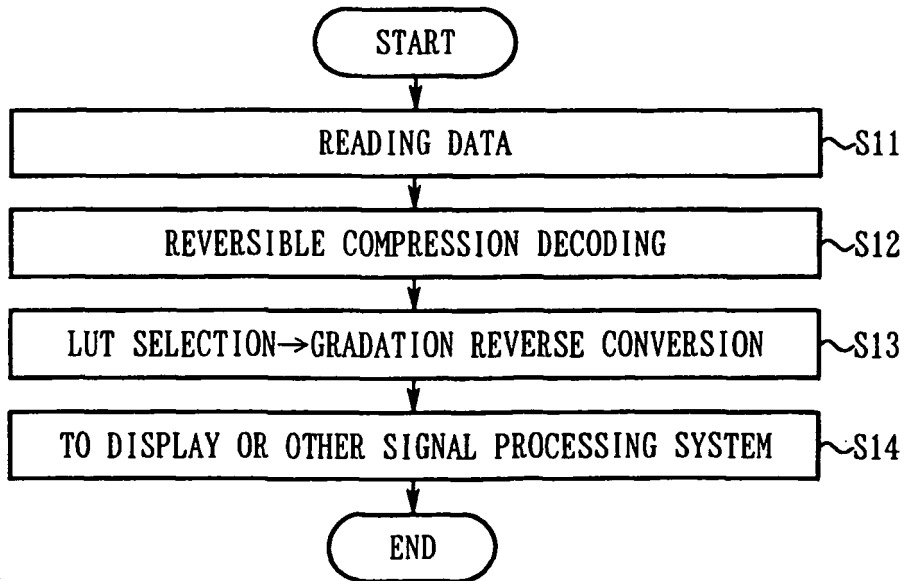 START
READING DATA S11
REVERSIBLE COMPRESSION DECODING S12
LUT SELECTION→GRADATION REVERSE CONVERSION S13
TO DISPLAY OR OTHER SIGNAL PROCESSING SYSTEM S14
END